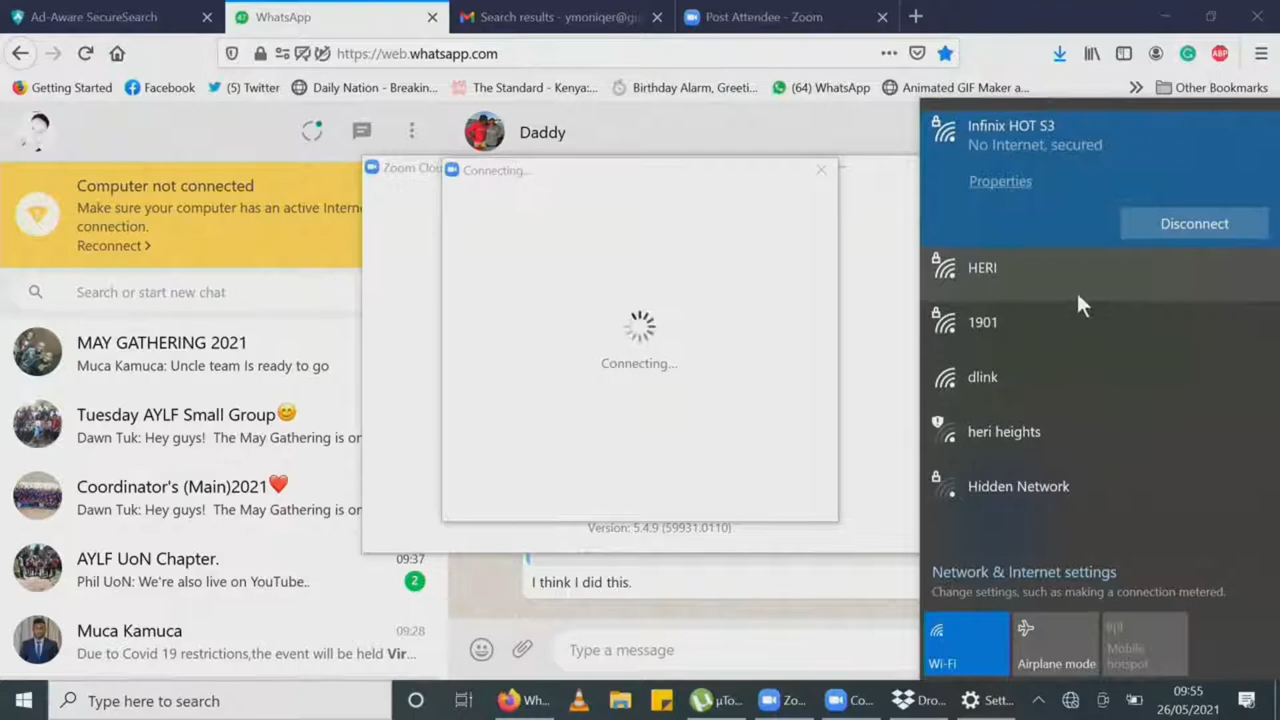 Ad-Aware SecureSearch
WhatsApp
Search results - ymoniqer@g
Post Attendee - Zoom
https://web.whatsapp.com
Getting Started
Facebook
(5) Twitter
Daily Nation - Breakin...
The Standard - Kenya:...
Birthday Alarm, Greeti...
(64) WhatsApp
Animated GIF Maker a...
Other Bookmarks
Daddy
Computer not connected
Make sure your computer has an active Intern
connection.
Reconnect >
Search or start new chat
MAY GATHERING 2021
Muca Kamuca: Uncle team Is ready to go
Tuesday AYLF Small Group😊
Dawn Tuk: Hey guys! The May Gathering is or
Coordinator's (Main)2021❤️
Dawn Tuk: Hey guys! The May Gathering is or
AYLF UoN Chapter.
09:37
Phil UoN: We're also live on YouTube..
2
Muca Kamuca
09:28
Due to Covid 19 restrictions,the event will be held Vir...
Zoom Clou
Connecting...
Connecting...
Version: 5.4.9 (59931.0110)
I think I did this.
Type a message
Infinix HOT S3
No Internet, secured
Properties
Disconnect
HERI
1901
dlink
heri heights
Hidden Network
Network & Internet settings
Change settings, such as making a connection metered.
Wi-Fi
Airplane mode
Mobile
hotspot
Type here to search
Wh...
µTo...
Zo...
Co...
Dro...
Sett...
09:55
26/05/2021